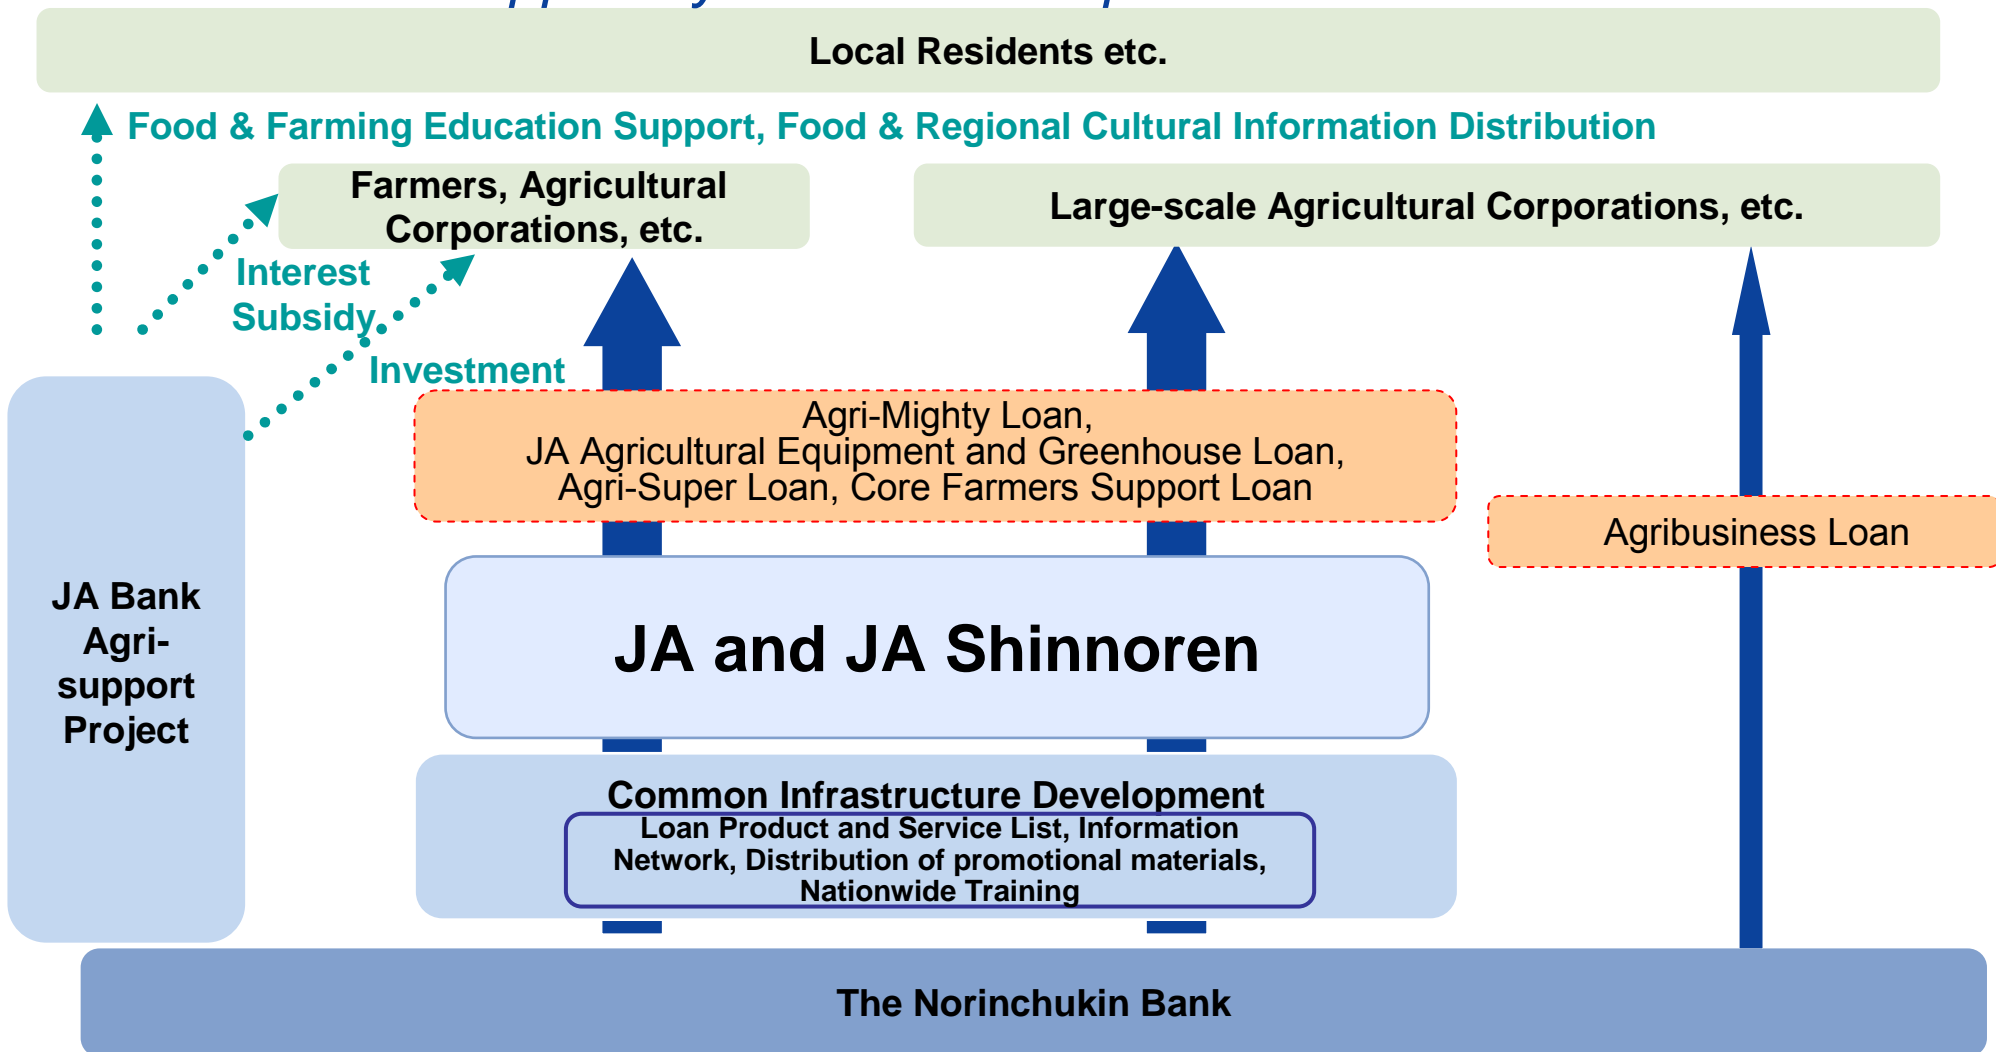 Local Residents etc.
Food & Farming Education Support, Food & Regional Cultural Information Distribution
Farmers, Agricultural
Corporations, etc.
Large-scale Agricultural Corporations, etc.
Interest
Subsidy
Investment
Agri-Mighty Loan,
JA Agricultural Equipment and Greenhouse Loan,
Agri-Super Loan, Core Farmers Support Loan
Agribusiness Loan
JA Bank
Agri-
support
Project
JA and JA Shinnoren
Common Infrastructure Development
Loan Product and Service List, Information
Network, Distribution of promotional materials,
Nationwide Training
The Norinchukin Bank